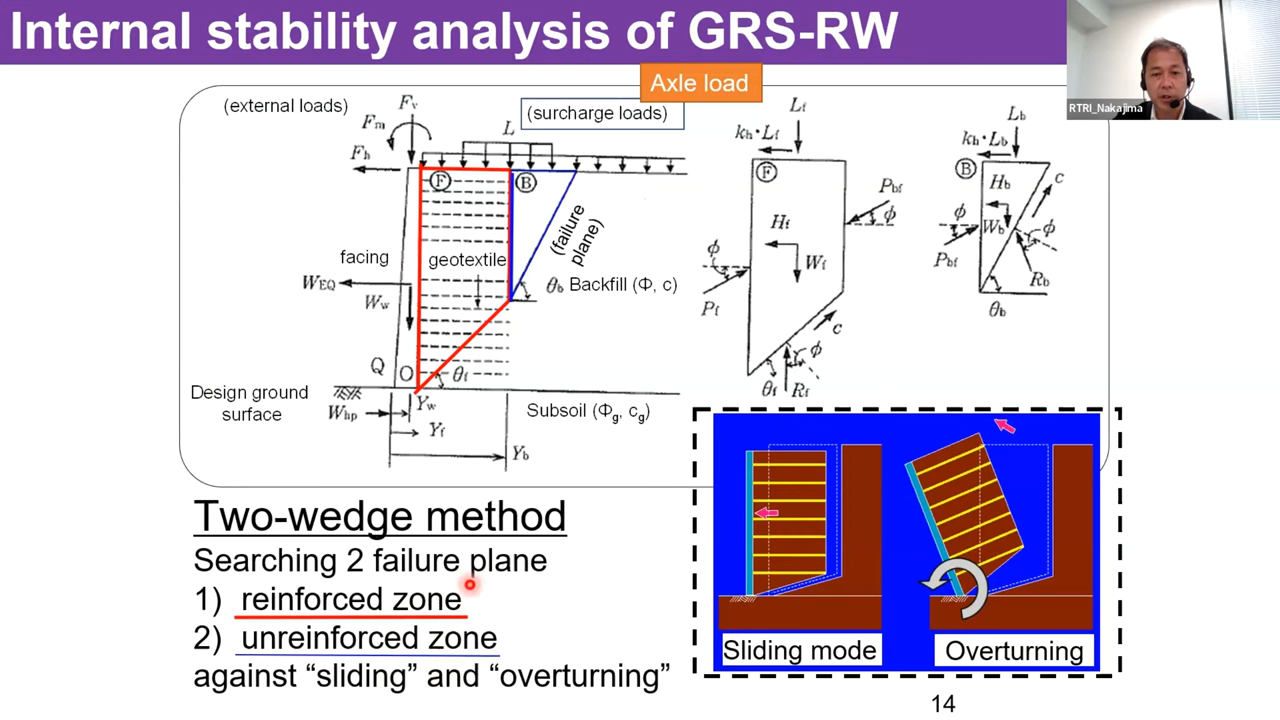 Internal stability analysis of GRS-RW
RTRI_Nakajima
Axle load
(external loads)
(surcharge loads)
Fv
Fm
Fh
L
F
B
facing
geotextile
(failure plane)
WEQ
Ww
θb
Backfill (Φ, c)
Q
O
θf
Design ground
surface
Whp
Yw
Yf
Yb
Subsoil (Φg, cg)
Lf
kh·Lf
F
Pbf
ϕ
Hf
Wf
ϕ
Pf
c
ϕ
θf
Rf
Lb
kh·Lb
B
Hb
c
ϕ
Wb
ϕ
Pbf
Rb
θb
Two-wedge method
Searching 2 failure plane
1) reinforced zone
2) unreinforced zone
against “sliding” and “overturning”
Sliding mode
Overturning
14